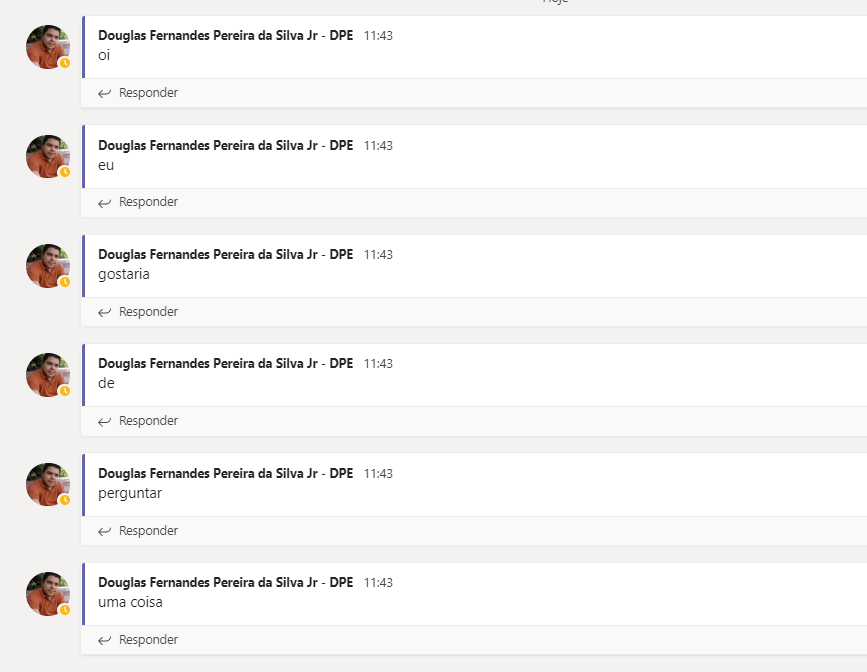 Hoje
Douglas Fernandes Pereira da Silva Jr - DPE 11:43
oi
Responder
Douglas Fernandes Pereira da Silva Jr - DPE 11:43
eu
Responder
Douglas Fernandes Pereira da Silva Jr - DPE 11:43
gostaria
Responder
Douglas Fernandes Pereira da Silva Jr - DPE 11:43
de
Responder
Douglas Fernandes Pereira da Silva Jr - DPE 11:43
perguntar
Responder
Douglas Fernandes Pereira da Silva Jr - DPE 11:43
uma coisa
Responder